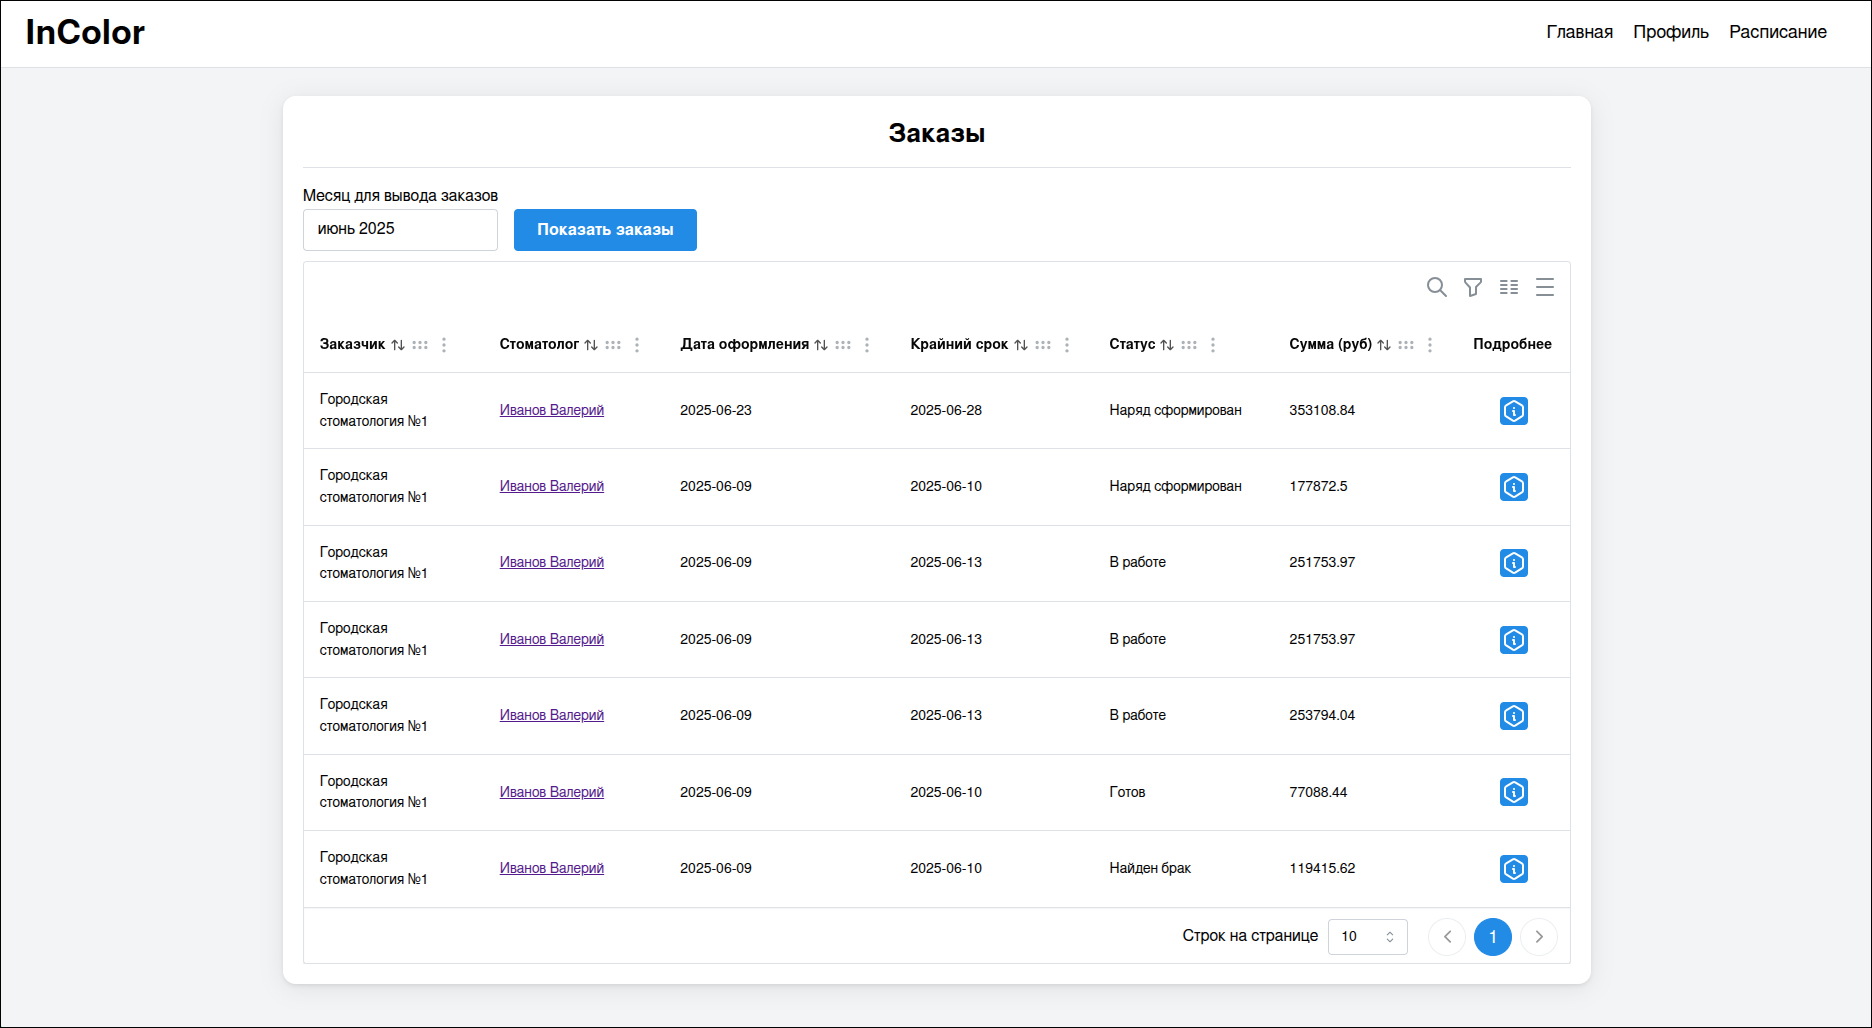 InColor
Главная Профиль Расписание
Заказы
Месяц для вывода заказов
июнь 2025 Показать заказы
Заказчик Стоматолог Дата оформления Крайний срок Статус Сумма (руб) Подробнее
Городская стоматология №1 Иванов Валерий 2025-06-23 2025-06-28 Наряд сформирован 353108.84
Городская стоматология №1 Иванов Валерий 2025-06-09 2025-06-10 Наряд сформирован 177872.5
Городская стоматология №1 Иванов Валерий 2025-06-09 2025-06-13 В работе 251753.97
Городская стоматология №1 Иванов Валерий 2025-06-09 2025-06-13 В работе 251753.97
Городская стоматология №1 Иванов Валерий 2025-06-09 2025-06-13 В работе 253794.04
Городская стоматология №1 Иванов Валерий 2025-06-09 2025-06-10 Готов 77088.44
Городская стоматология №1 Иванов Валерий 2025-06-09 2025-06-10 Найден брак 119415.62
Строк на странице 10 1